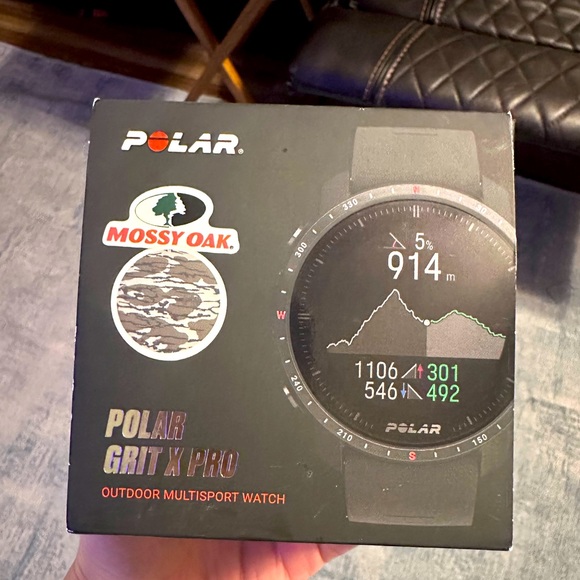 POLAR®
MOSSY OAK®
POLAR
GRIT X PRO
OUTDOOR MULTISPORT WATCH
N
330
300
W
240
210
S
150
5%
914 m
1106 301
546 492
POLAR